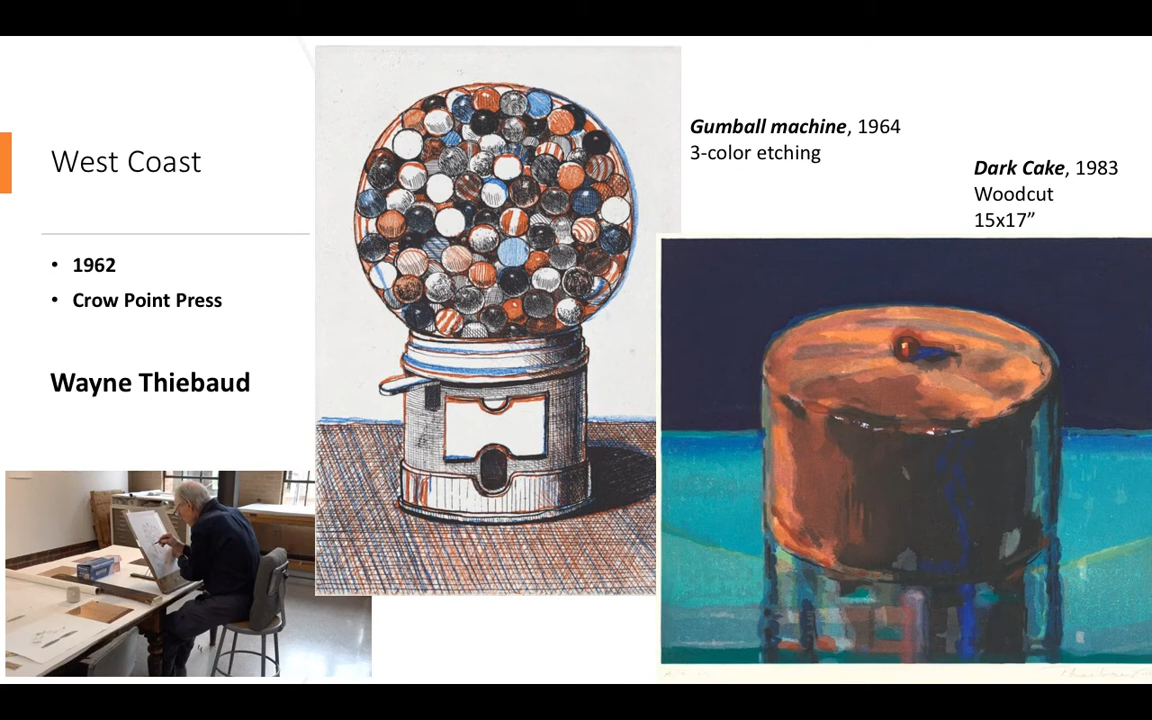 West Coast
• 1962
• Crow Point Press
Wayne Thiebaud
Gumball machine, 1964
3-color etching
Dark Cake, 1983
Woodcut
15x17”